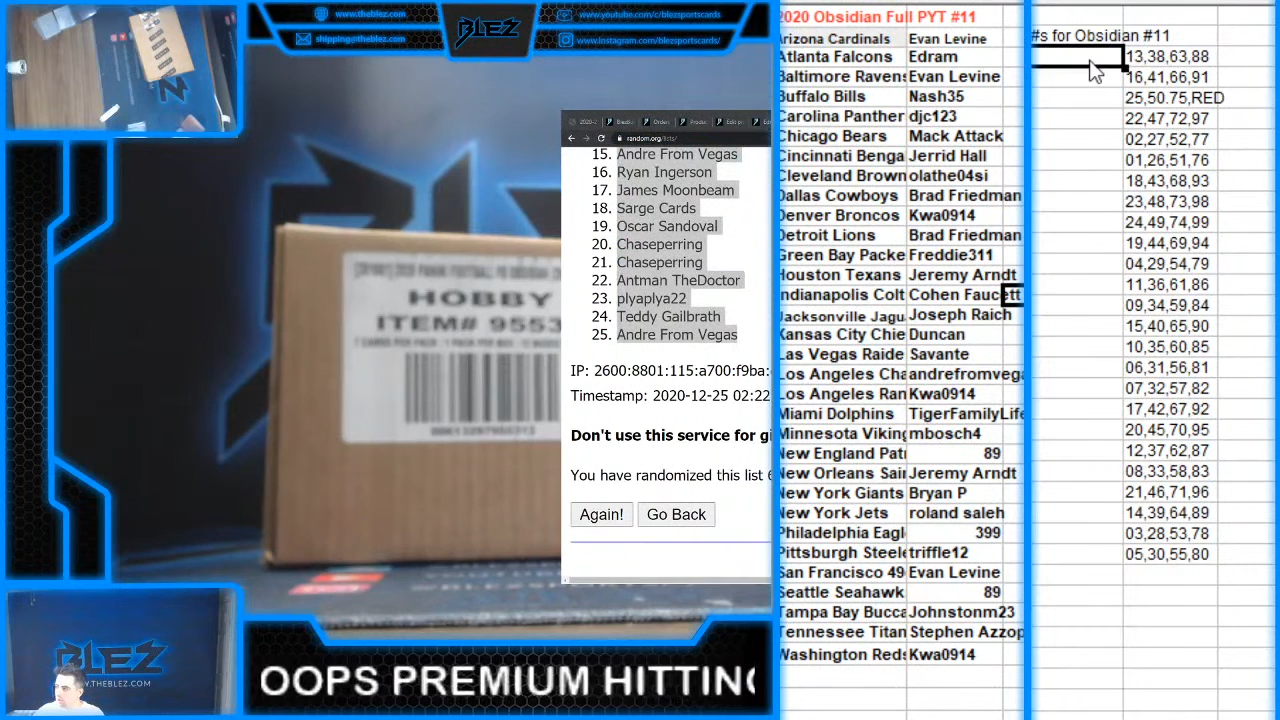 www.theblez.com
shipping@theblez.com
BLEZ
www.youtube.com/c/blezsportscards
www.instagram.com/blezsportscards/
HOBBY
ITEM# 9553
random.org/lists/
15. Andre From Vegas
16. Ryan Ingerson
17. James Moonbeam
18. Sarge Cards
19. Oscar Sandoval
20. Chaseperring
21. Chaseperring
22. Antman TheDoctor
23. plyaplya22
24. Teddy Gailbrath
25. Andre From Vegas
IP: 2600:8801:115:a700:f9ba:
Timestamp: 2020-12-25 02:22
Don't use this service for gi
You have randomized this list 6
Again! Go Back
2020 Obsidian Full PYT #11
Arizona Cardinals Evan Levine
Atlanta Falcons Edram
Baltimore Ravens Evan Levine
Buffalo Bills Nash35
Carolina Panther djc123
Chicago Bears Mack Attack
Cincinnati Benga Jerrid Hall
Cleveland Brown olathe04si
Dallas Cowboys Brad Friedman
Denver Broncos Kwa0914
Detroit Lions Brad Friedman
Green Bay Packe Freddie311
Houston Texans Jeremy Arndt
Indianapolis Colt Cohen Faucett
Jacksonville Jagu Joseph Raich
Kansas City Chie Duncan
Las Vegas Raide Savante
Los Angeles Cha andrefromvega
Los Angeles Ran Kwa0914
Miami Dolphins TigerFamilyLife
Minnesota Viking mbosch4
New England Pat 89
New Orleans Sai Jeremy Arndt
New York Giants Bryan P
New York Jets roland saleh
Philadelphia Eagl 399
Pittsburgh Steele triffle12
San Francisco 49 Evan Levine
Seattle Seahawk 89
Tampa Bay Bucca Johnstonm23
Tennessee Titan Stephen Azzop
Washington Reds Kwa0914
#s for Obsidian #11
13,38,63,88
16,41,66,91
25,50.75,RED
22,47,72,97
02,27,52,77
01,26,51,76
18,43,68,93
23,48,73,98
24,49,74,99
19,44,69,94
04,29,54,79
11,36,61,86
09,34,59,84
15,40,65,90
10,35,60,85
06,31,56,81
07,32,57,82
17,42,67,92
20,45,70,95
12,37,62,87
08,33,58,83
21,46,71,96
14,39,64,89
03,28,53,78
05,30,55,80
BLEZ
WWW.THEBLEZ.COM
OOPS PREMIUM HITTING